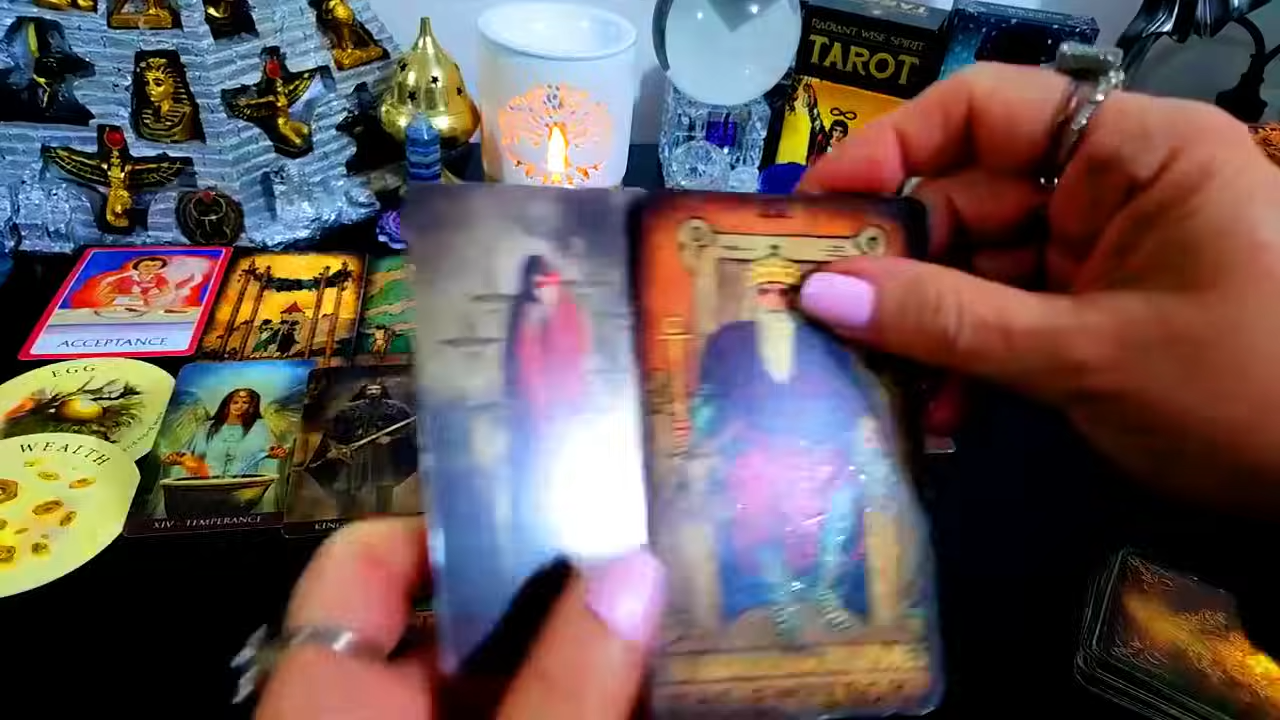 RADIANT WISE SPIRIT
TAROT
ACCEPTANCE
EGG
WEALTH
XIV - TEMPERANCE